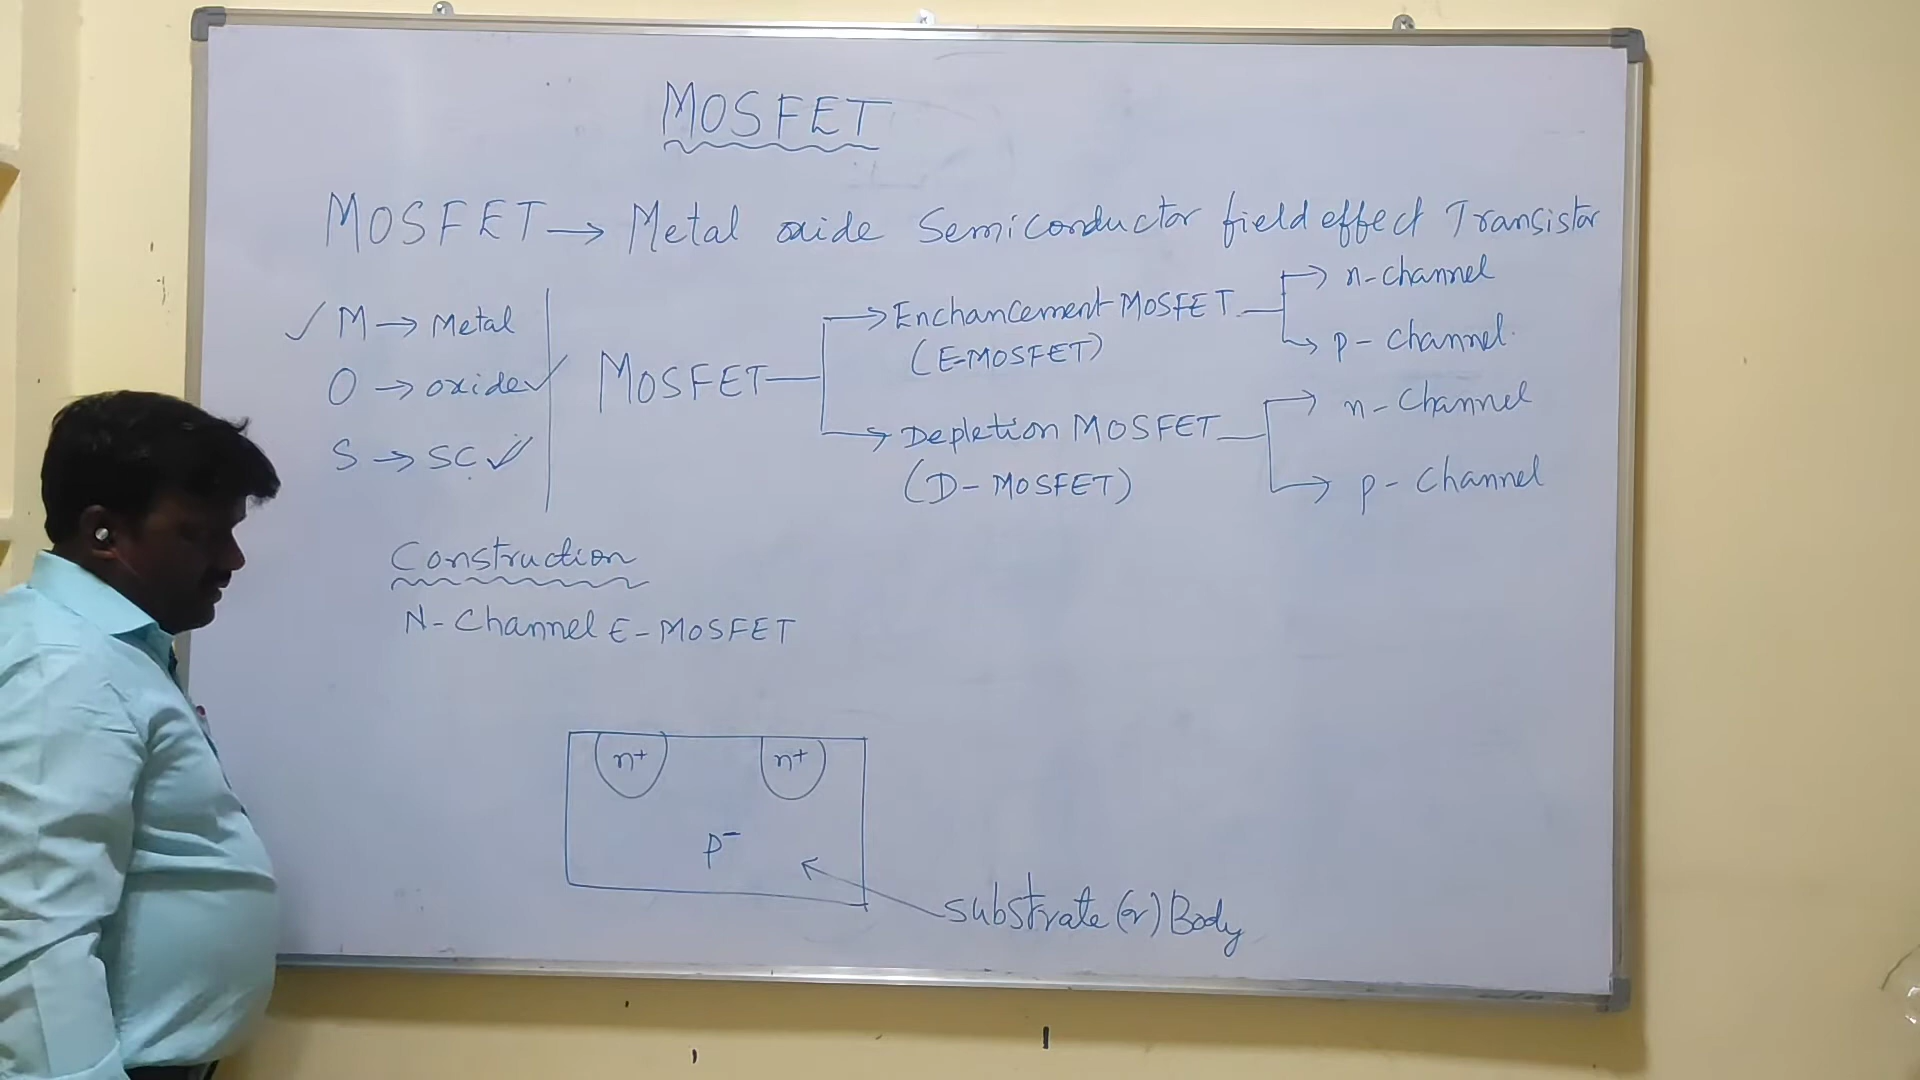 MOSFET
MOSFET → Metal oxide Semiconductor field effect Transistor
✓ M → Metal
O → oxide ✓
S → SC ✓
MOSFET
Enchancement MOSFET
(E-MOSFET)
n-channel
p-channel
Depletion MOSFET
(D-MOSFET)
n-channel
p-channel
Construction
N-Channel E-MOSFET
n+ n+
p-
substrate (or) Body